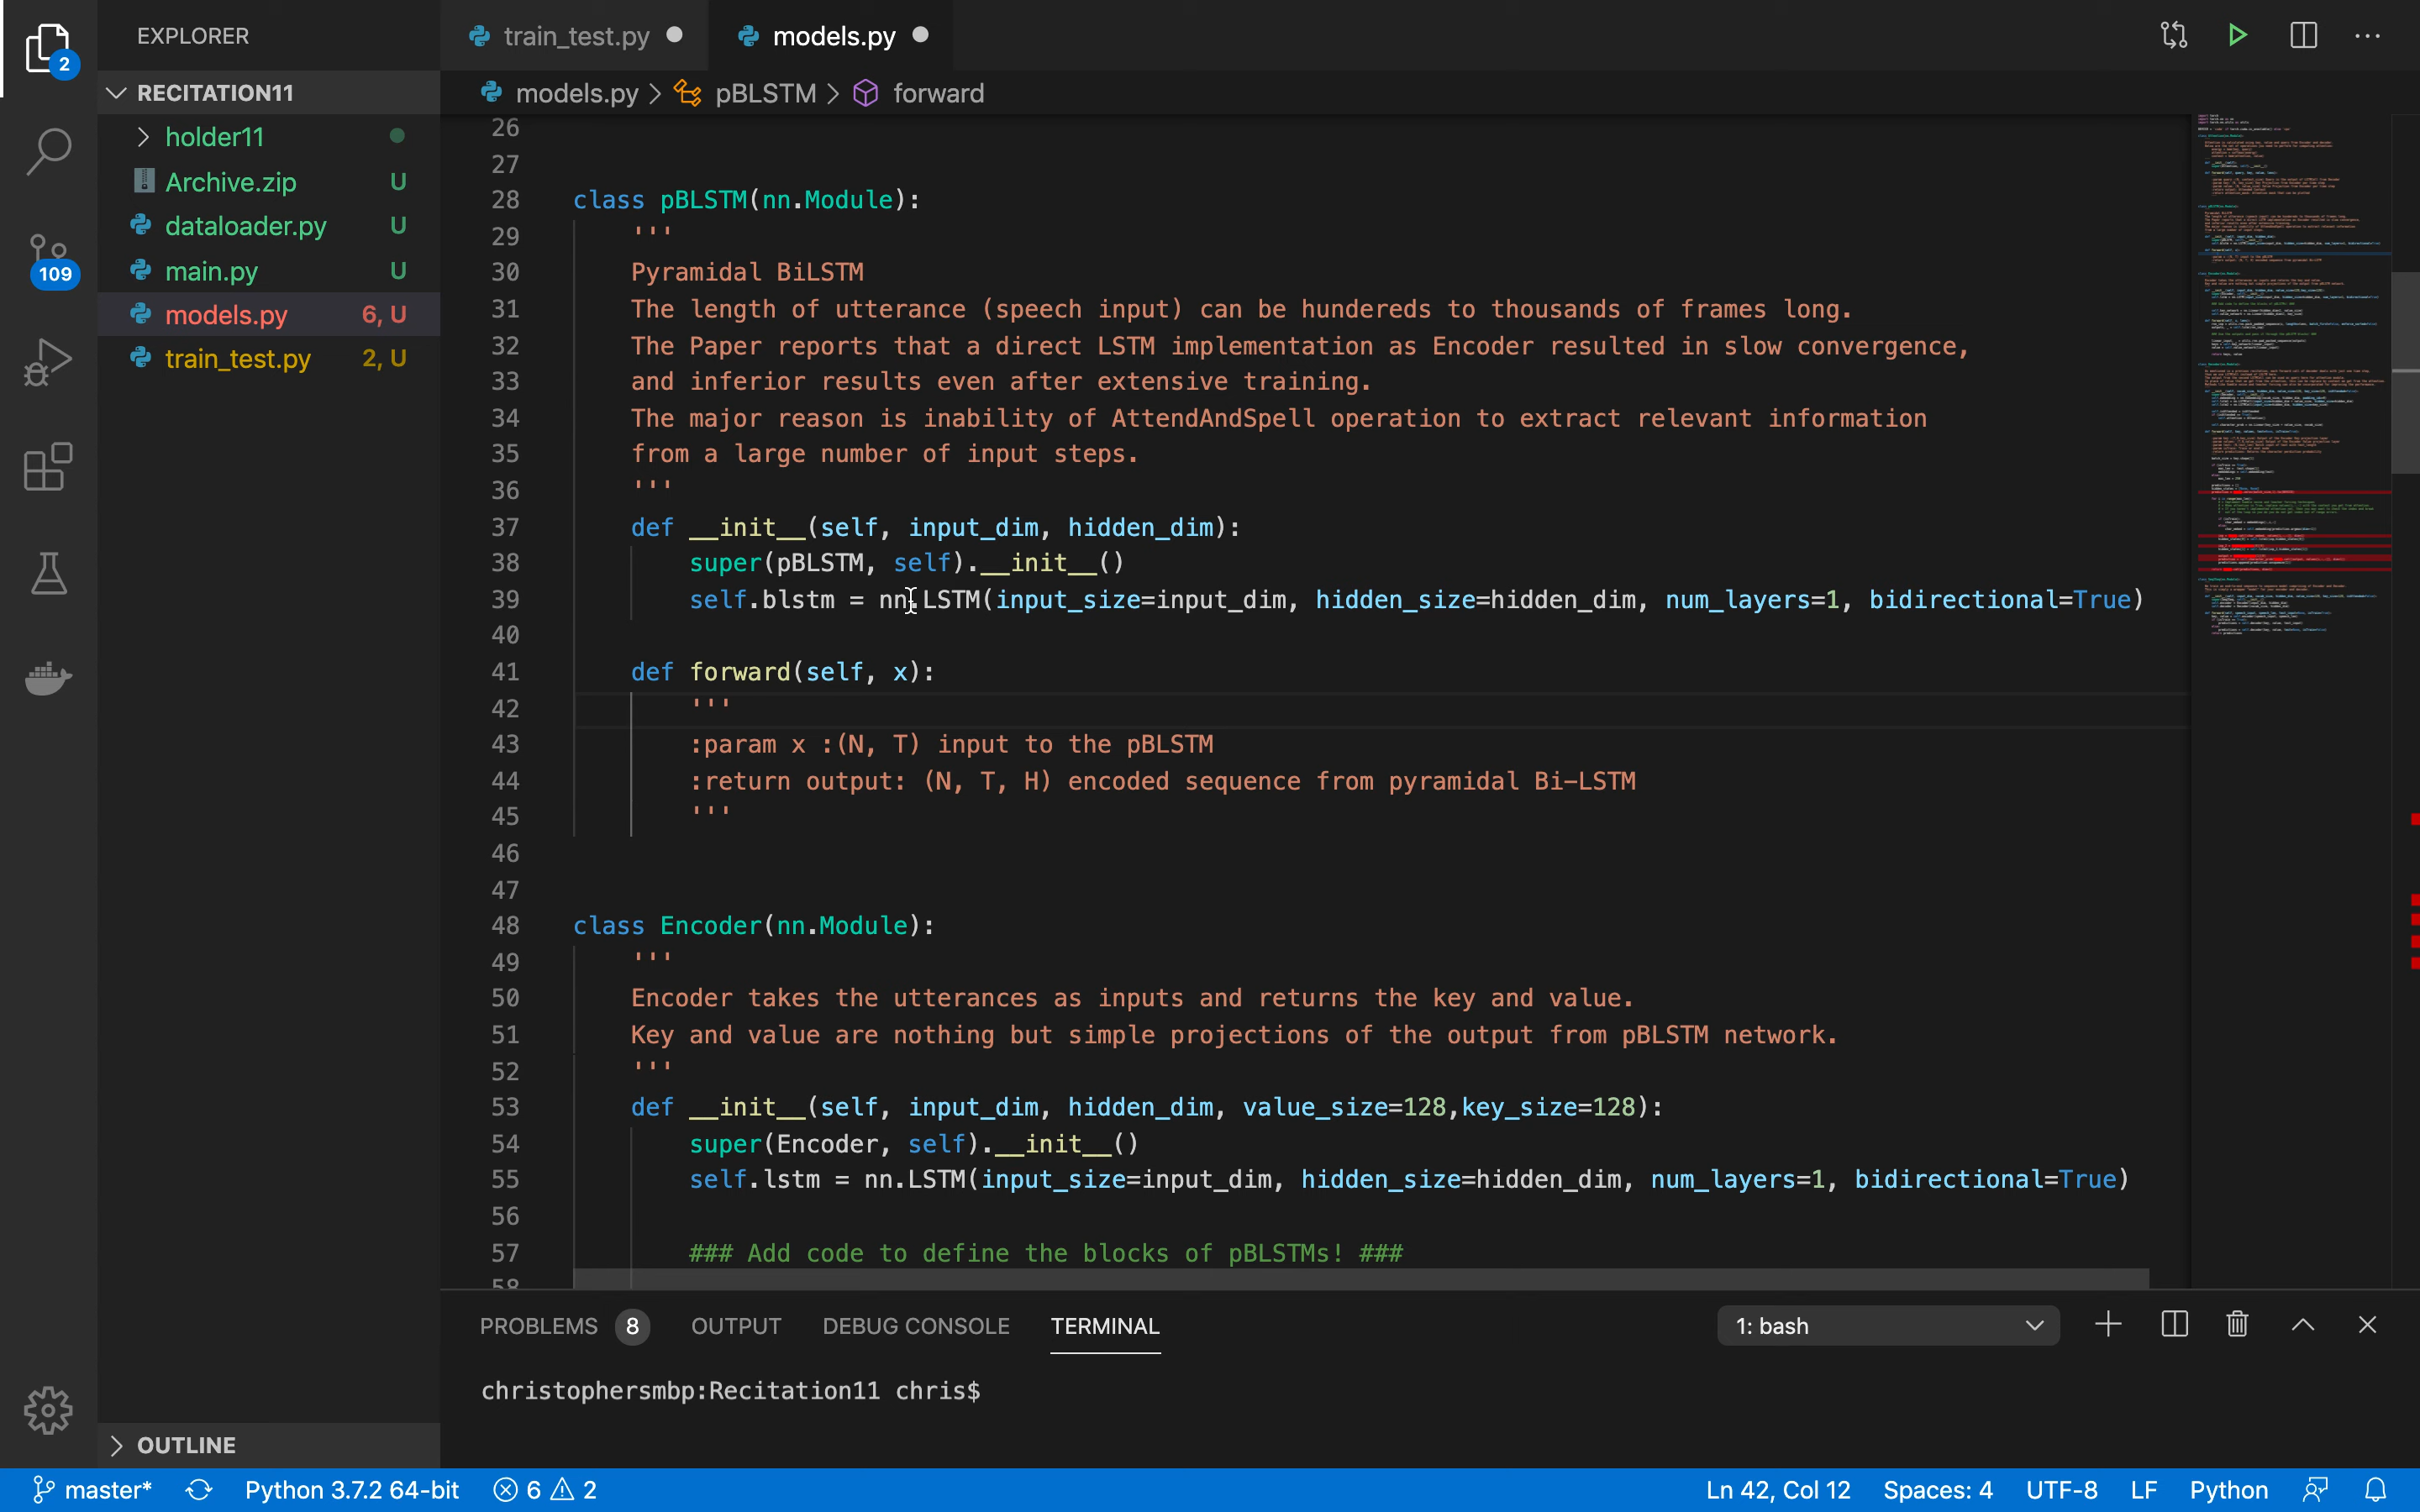 EXPLORER
train_test.py
models.py
2
RECITATION11
models.py > pBLSTM > forward
holder11
Archive.zip U
dataloader.py U
main.py U
models.py 6, U
train_test.py 2, U
109
26
27
28 class pBLSTM(nn.Module):
29 '''
30 Pyramidal BiLSTM
31 The length of utterance (speech input) can be hundereds to thousands of frames long.
32 The Paper reports that a direct LSTM implementation as Encoder resulted in slow convergence,
33 and inferior results even after extensive training.
34 The major reason is inability of AttendAndSpell operation to extract relevant information
35 from a large number of input steps.
36 '''
37 def __init__(self, input_dim, hidden_dim):
38 super(pBLSTM, self).__init__()
39 self.blstm = nn.LSTM(input_size=input_dim, hidden_size=hidden_dim, num_layers=1, bidirectional=True)
40
41 def forward(self, x):
42 '''
43 :param x :(N, T) input to the pBLSTM
44 :return output: (N, T, H) encoded sequence from pyramidal Bi-LSTM
45 '''
46
47
48 class Encoder(nn.Module):
49 '''
50 Encoder takes the utterances as inputs and returns the key and value.
51 Key and value are nothing but simple projections of the output from pBLSTM network.
52 '''
53 def __init__(self, input_dim, hidden_dim, value_size=128,key_size=128):
54 super(Encoder, self).__init__()
55 self.lstm = nn.LSTM(input_size=input_dim, hidden_size=hidden_dim, num_layers=1, bidirectional=True)
56
57 ### Add code to define the blocks of pBLSTMs! ###
58
PROBLEMS 8 OUTPUT DEBUG CONSOLE TERMINAL 1: bash
christophersmbp:Recitation11 chris$
OUTLINE
master* Python 3.7.2 64-bit 6 2 Ln 42, Col 12 Spaces: 4 UTF-8 LF Python